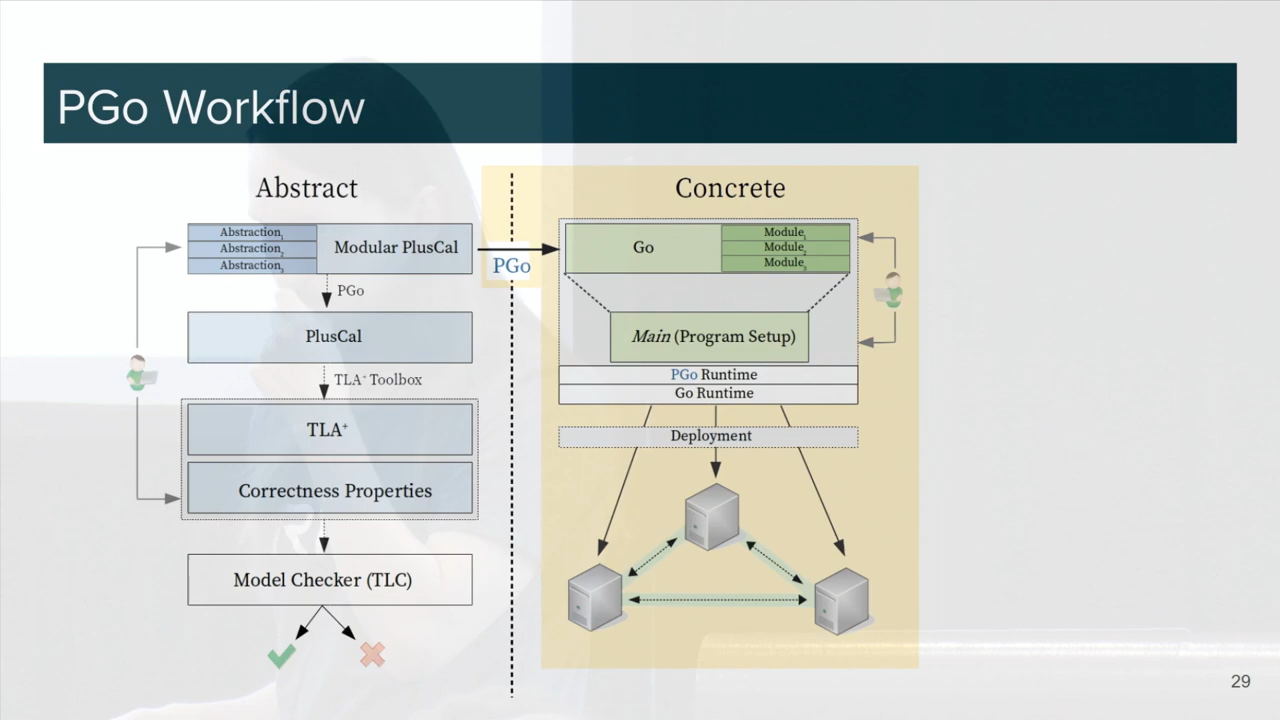 PGo Workflow
Abstract
Abstraction₁
Abstraction₂
Abstraction₃
Modular PlusCal
PGo
PlusCal
TLA⁺ Toolbox
TLA⁺
Correctness Properties
Model Checker (TLC)
PGo
Concrete
Go
Module₁
Module₂
Module₃
Main (Program Setup)
PGo Runtime
Go Runtime
Deployment
29